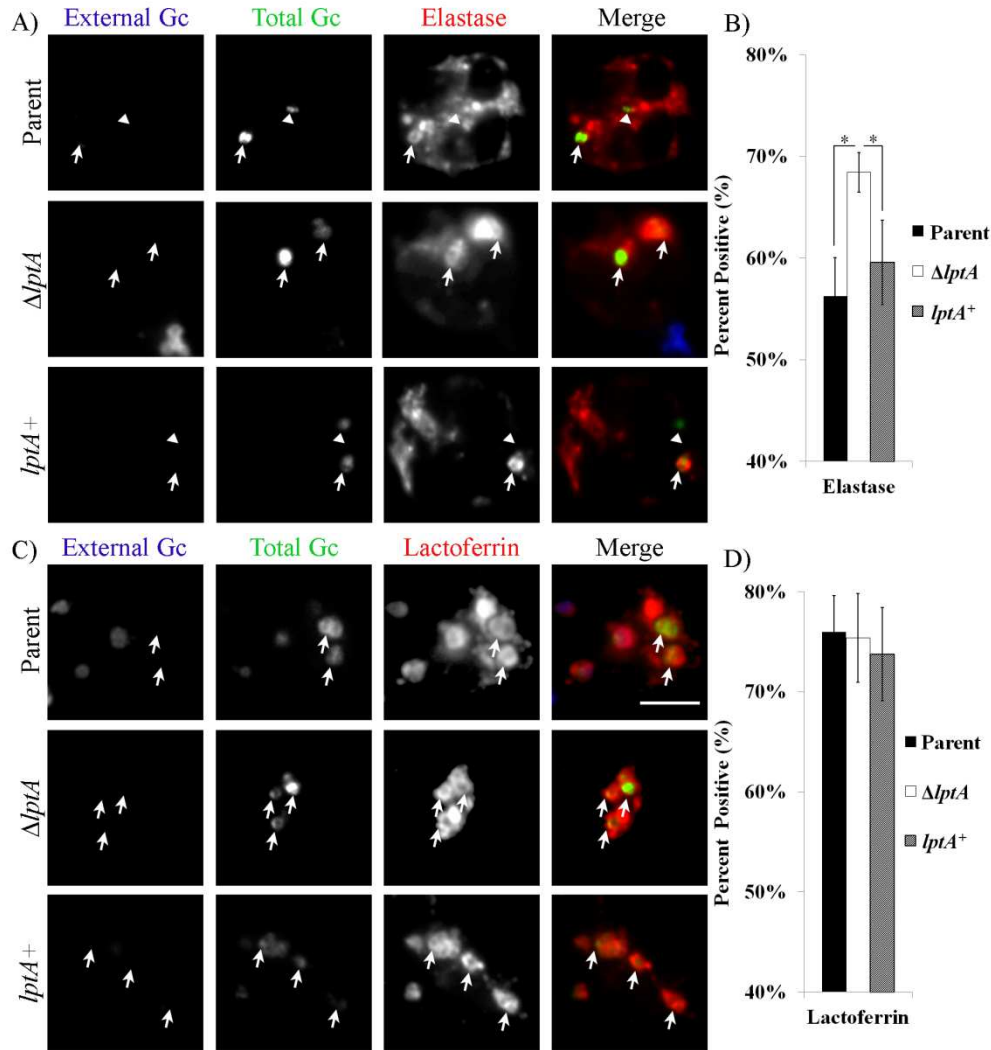 A) External Gc Total Gc Elastase Merge
Parent
ΔlptA
lptA+
B)
80%
70%
60%
50%
40%
Percent Positive (%)
* *
Elastase
Parent
ΔlptA
lptA⁺
C) External Gc Total Gc Lactoferrin Merge
Parent
ΔlptA
lptA+
D)
80%
70%
60%
50%
40%
Percent Positive (%)
Lactoferrin
Parent
ΔlptA
lptA⁺